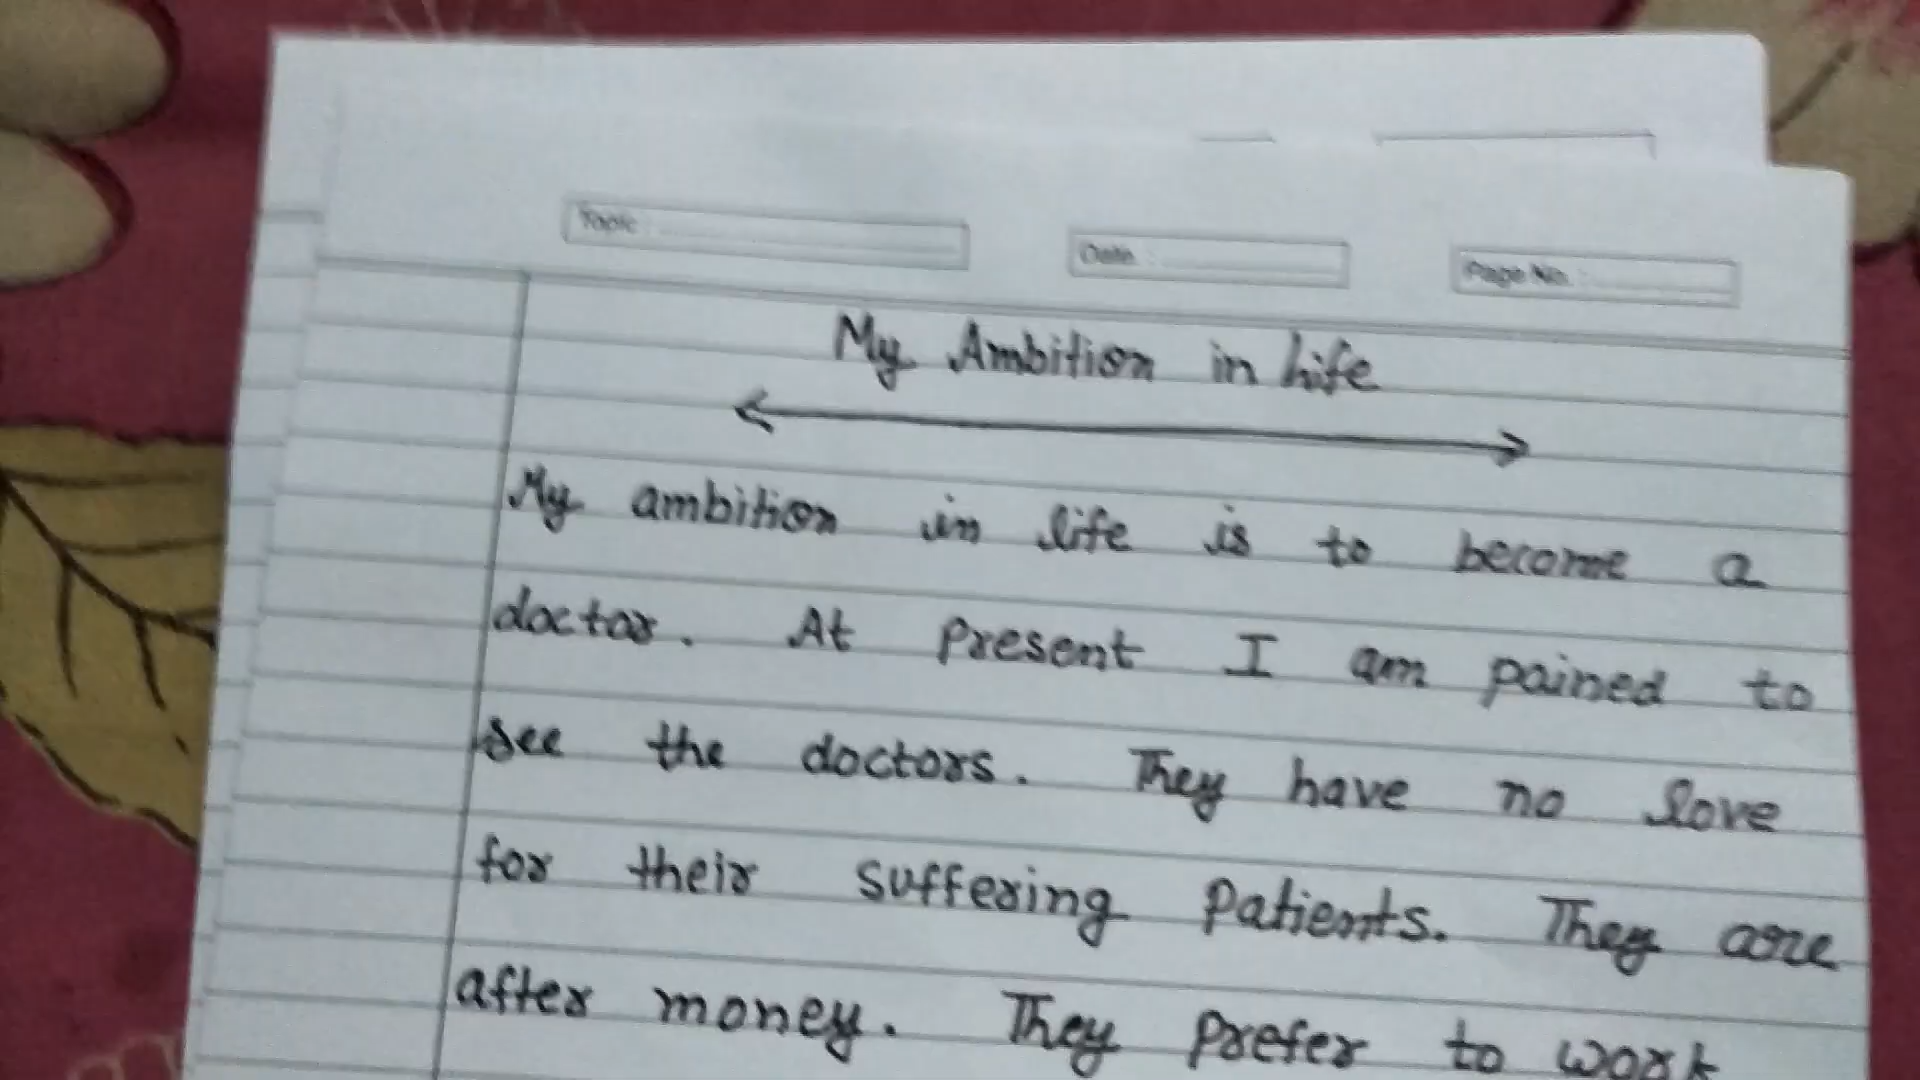 Topic :
Date :
Page No. :
My Ambition in Life
My ambition in life is to become a
doctor. At Present I am pained to
see the doctors. They have no love
for their suffering Patients. They are
after money. They Prefer to work